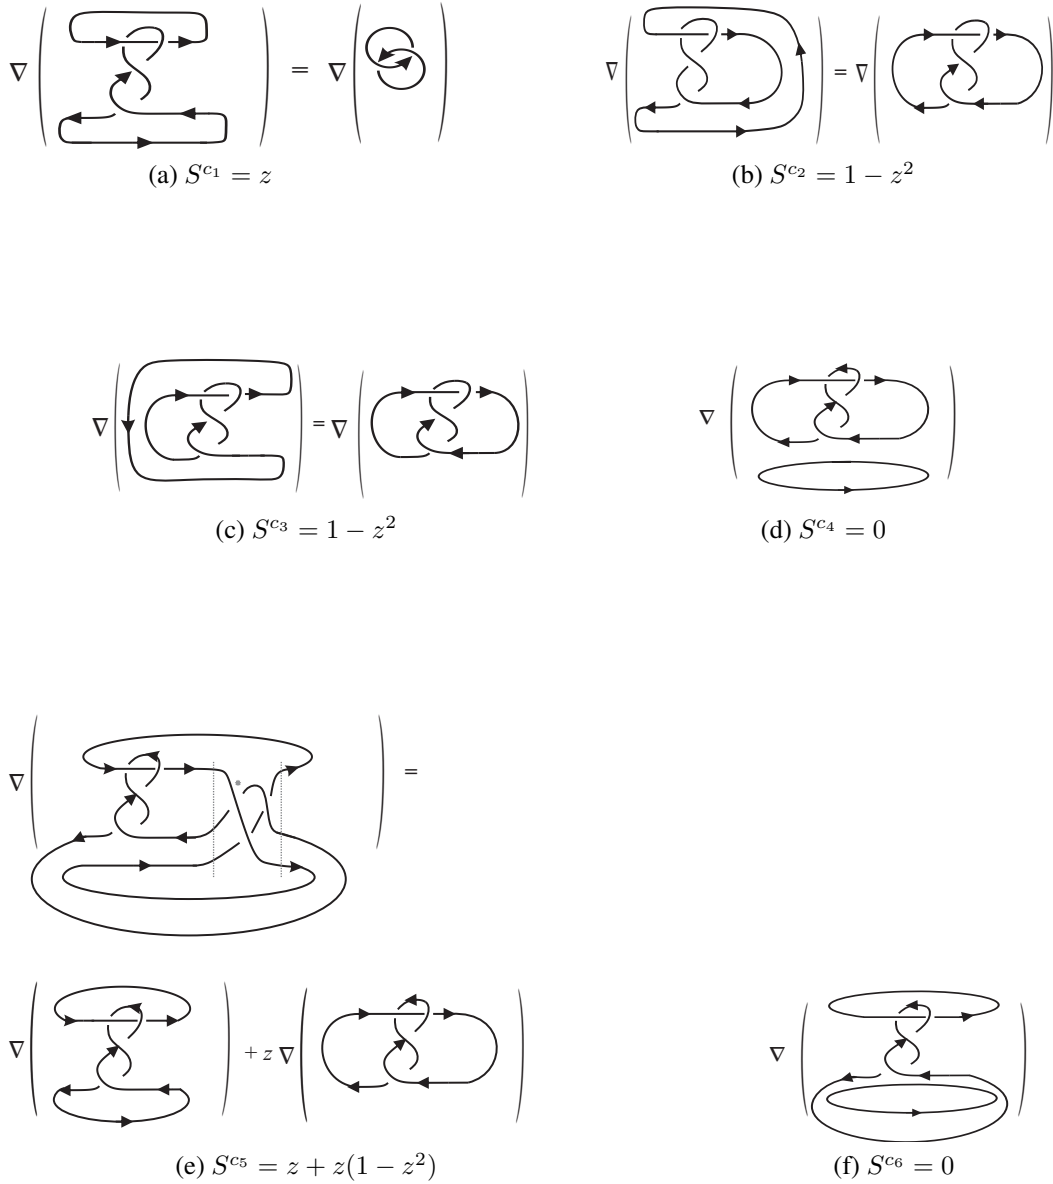 ∇ = ∇
∇ = ∇
(a) S^{c_1} = z
(b) S^{c_2} = 1 − z^2
∇ = ∇
∇
(c) S^{c_3} = 1 − z^2
(d) S^{c_4} = 0
∇ =
∇ + z ∇
∇
(e) S^{c_5} = z + z(1 − z^2)
(f) S^{c_6} = 0